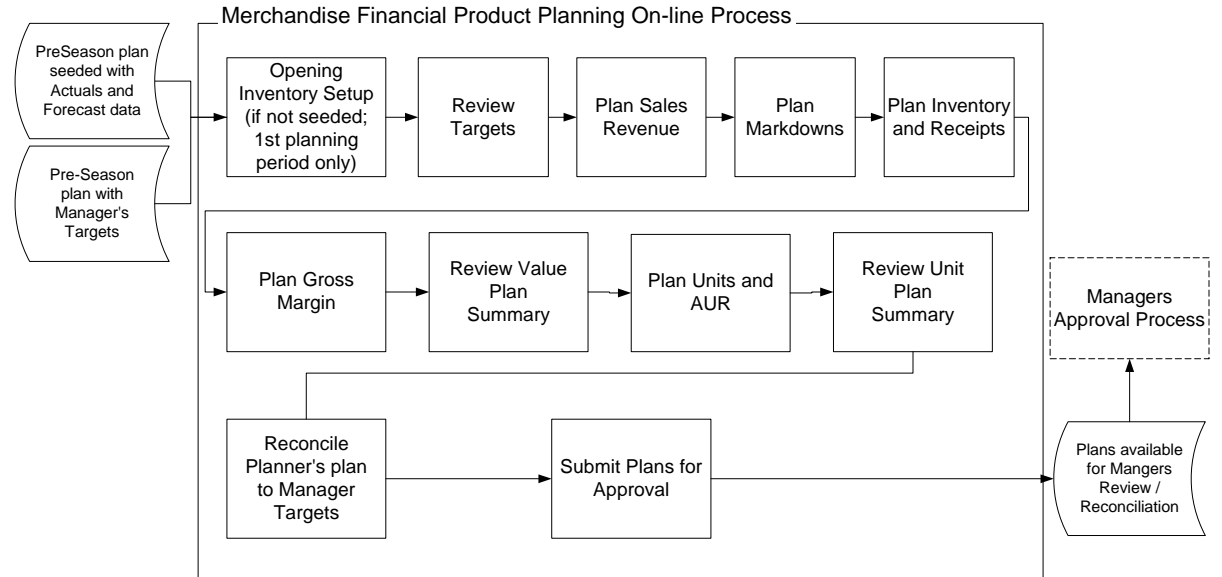 Merchandise Financial Product Planning On-line Process
PreSeason plan
seeded with
Actuals and
Forecast data
Pre-Season
plan with
Manager's
Targets
Opening
Inventory Setup
(if not seeded;
1st planning
period only)
Review
Targets
Plan Sales
Revenue
Plan
Markdowns
Plan Inventory
and Receipts
Plan Gross
Margin
Review Value
Plan
Summary
Plan Units and
AUR
Review Unit
Plan
Summary
Managers
Approval Process
Reconcile
Planner's plan
to Manager
Targets
Submit Plans for
Approval
Plans available
for Mangers
Review /
Reconciliation